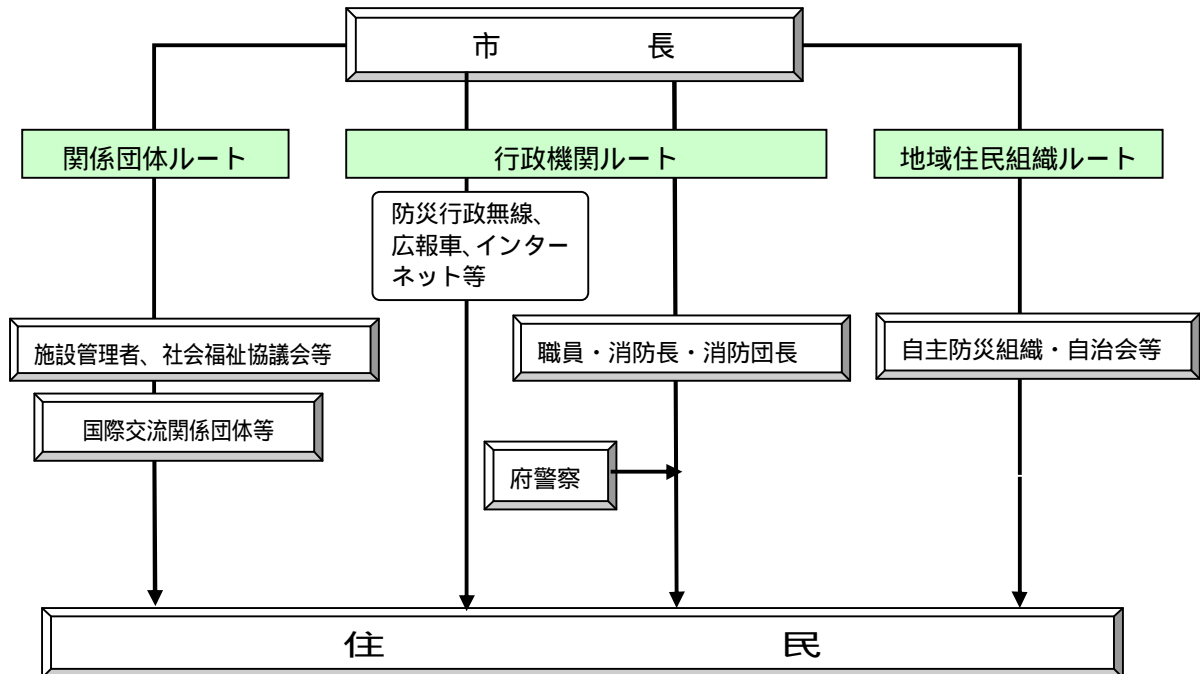 市 長
関係団体ルート
行政機関ルート
地域住民組織ルート
防災行政無線、
広報車、インター
ネット等
施設管理者、社会福祉協議会等
職員・消防長・消防団長
自主防災組織・自治会等
国際交流関係団体等
府警察
住 民